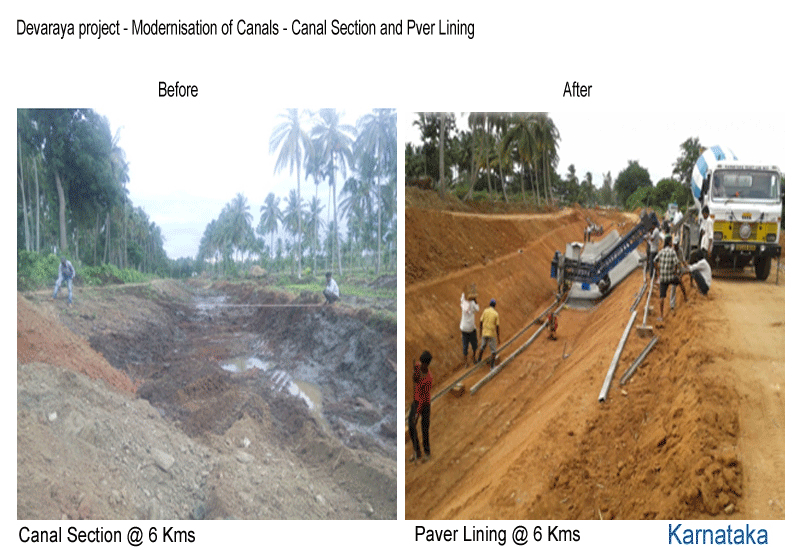 Devaraya project - Modernisation of Canals - Canal Section and Pver Lining
Before
After
Canal Section @ 6 Kms
Paver Lining @ 6 Kms
Karnataka